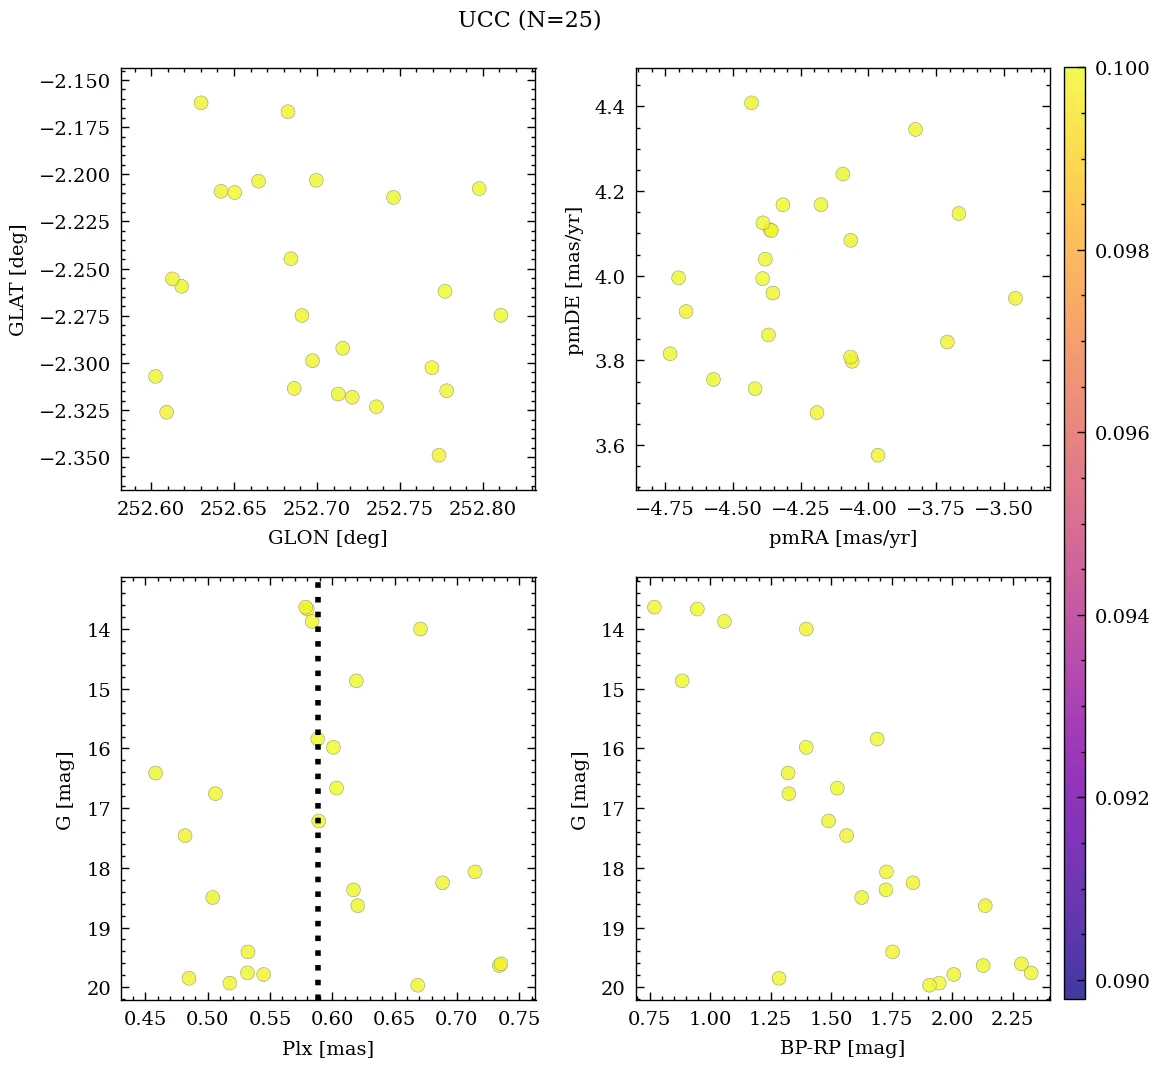 UCC (N=25)
−2.150
−2.175
−2.200
−2.225
−2.250
−2.275
−2.300
−2.325
−2.350
GLAT [deg]
252.60 252.65 252.70 252.75 252.80
GLON [deg]
4.4
4.2
4.0
3.8
3.6
pmDE [mas/yr]
−4.75 −4.50 −4.25 −4.00 −3.75 −3.50
pmRA [mas/yr]
14
15
16
17
18
19
20
G [mag]
0.45 0.50 0.55 0.60 0.65 0.70 0.75
Plx [mas]
14
15
16
17
18
19
20
G [mag]
0.75 1.00 1.25 1.50 1.75 2.00 2.25
BP-RP [mag]
0.100
0.098
0.096
0.094
0.092
0.090